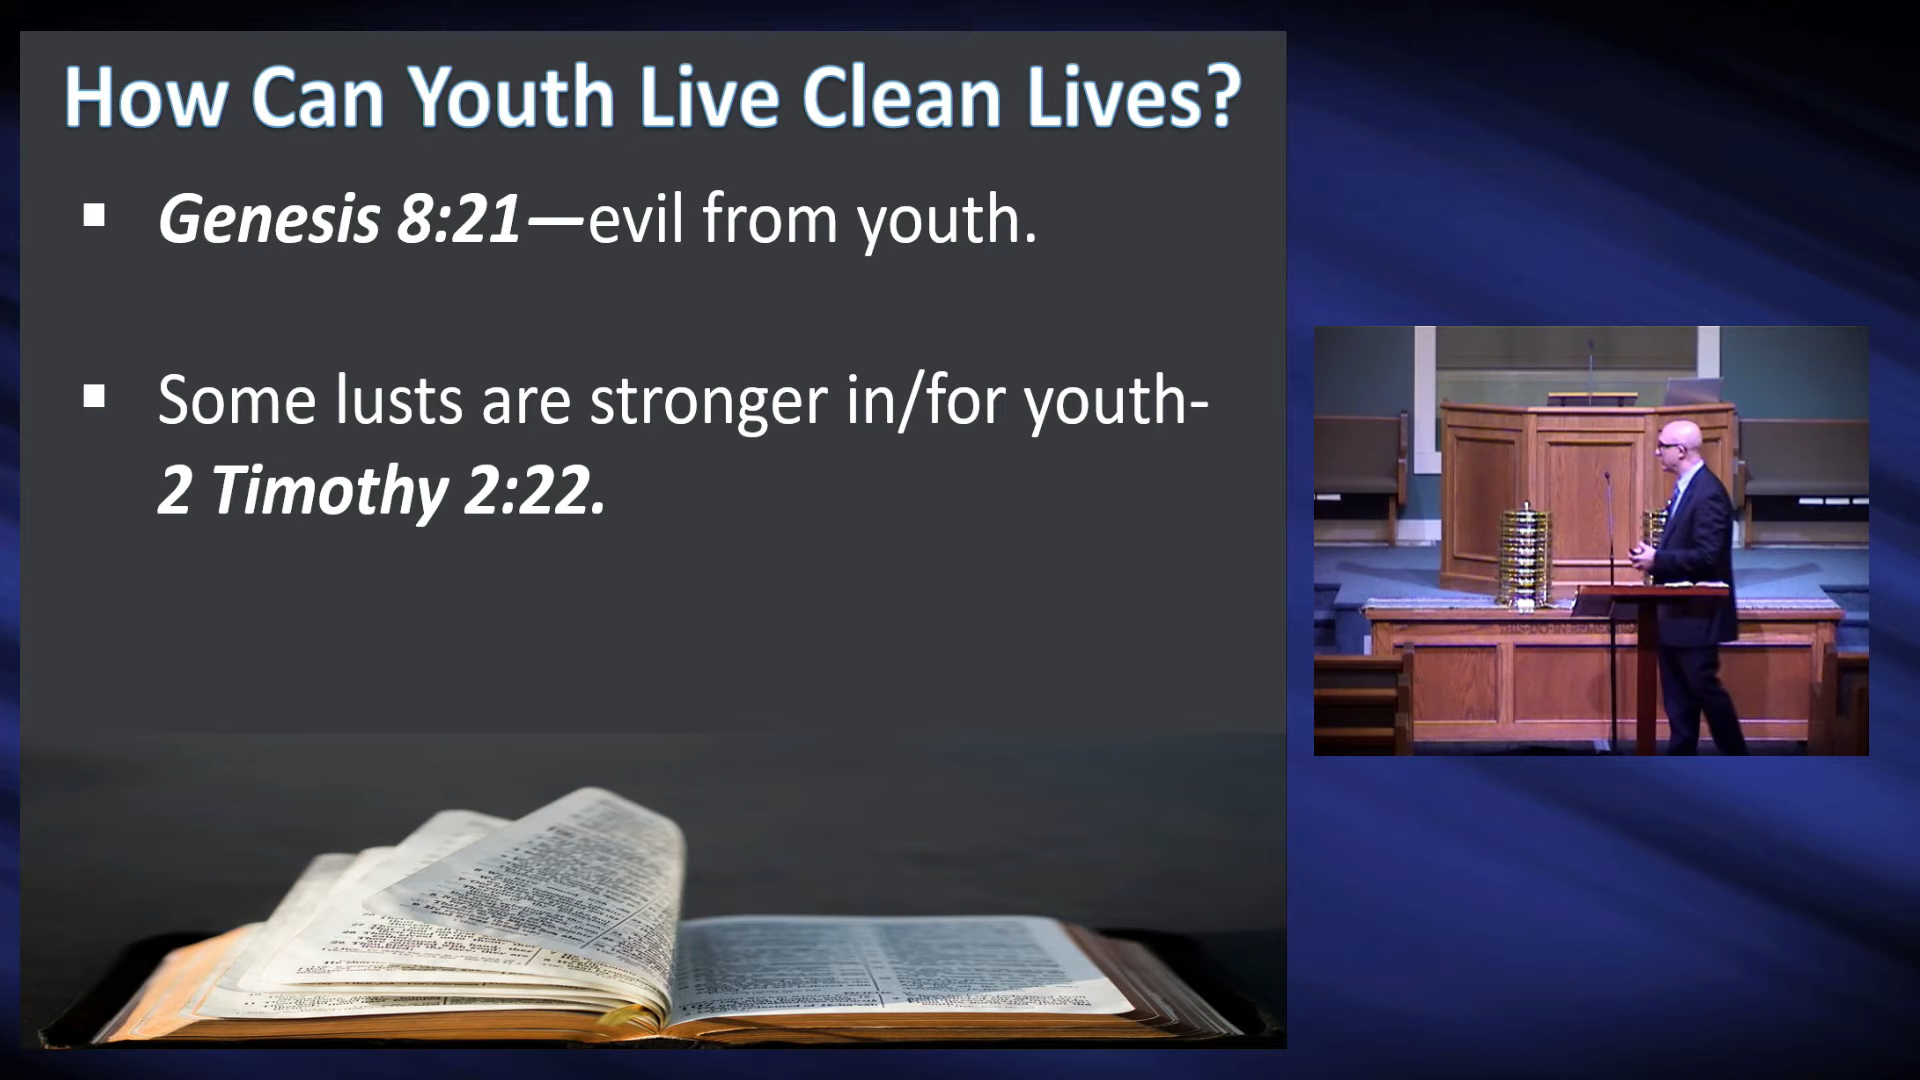 How Can Youth Live Clean Lives?
▪ Genesis 8:21—evil from youth.
▪ Some lusts are stronger in/for youth-
2 Timothy 2:22.